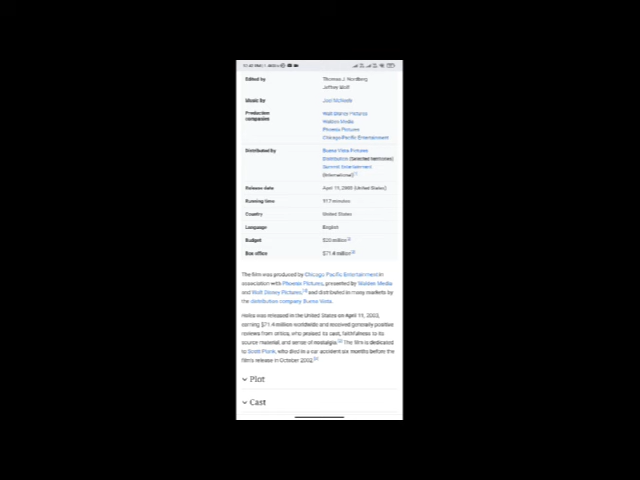 Edited by
Thomas J. Nordberg
Jeffrey Wolf
Music by
Joel McNeely
Production
companies
Walt Disney Pictures
Walden Media
Phoenix Pictures
Chicago Pacific Entertainment
Distributed by
Buena Vista Pictures
Distribution (Selected territories)
Summit Entertainment
(International)
Release date
April 11, 2003 (United States)
Running time
117 minutes
Country
United States
Language
English
Budget
$20 million
Box office
$71.4 million
The film was produced by Chicago Pacific Entertainment in
association with Phoenix Pictures, presented by Walden Media
and Walt Disney Pictures, and distributed in many markets by
the distribution company Buena Vista.
Holes was released in the United States on April 11, 2003,
earning $71.4 million worldwide and received generally positive
reviews from critics, who praised its cast, faithfulness to its
source material, and sense of nostalgia. The film is dedicated
to Scott Plank, who died in a car accident six months before the
film's release in October 2002.
Plot
Cast